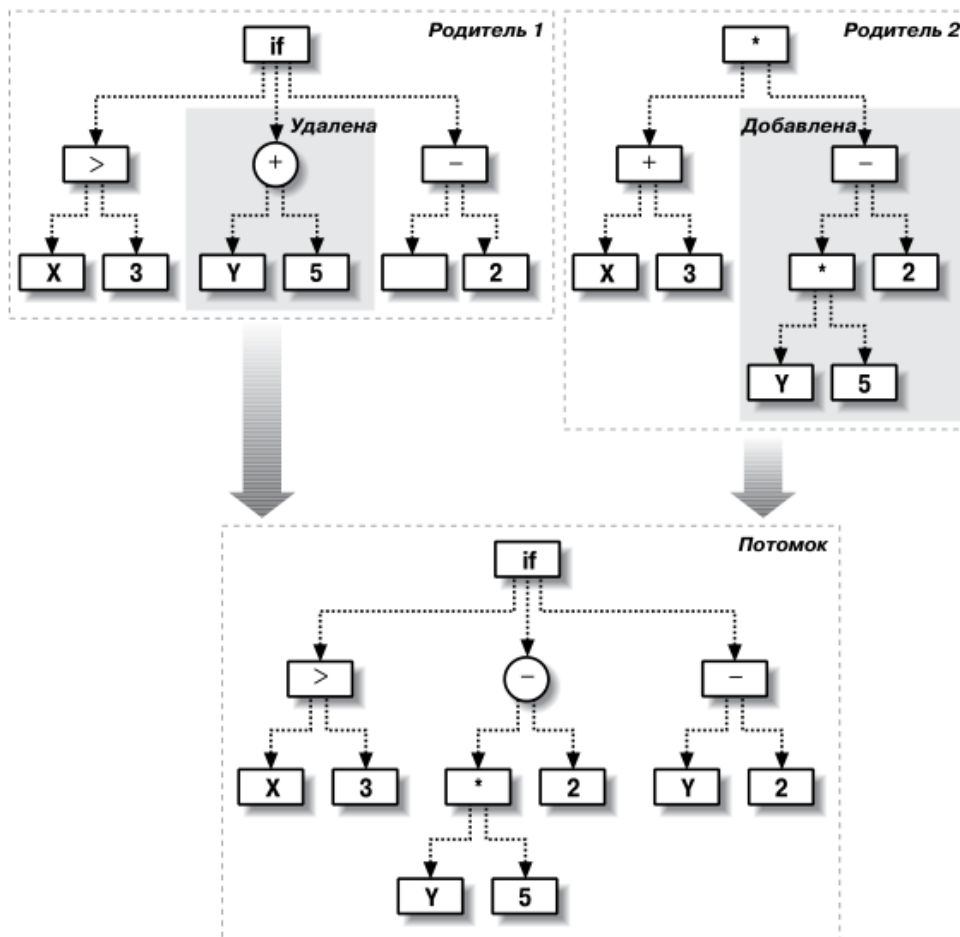 Родитель 1
Родитель 2
if
*
Удалена
Добавлена
> + −
+ −
X 3 Y 5 2
X 3 * 2
Y 5
Потомок
if
> − −
X 3 * 2 Y 2
Y 5